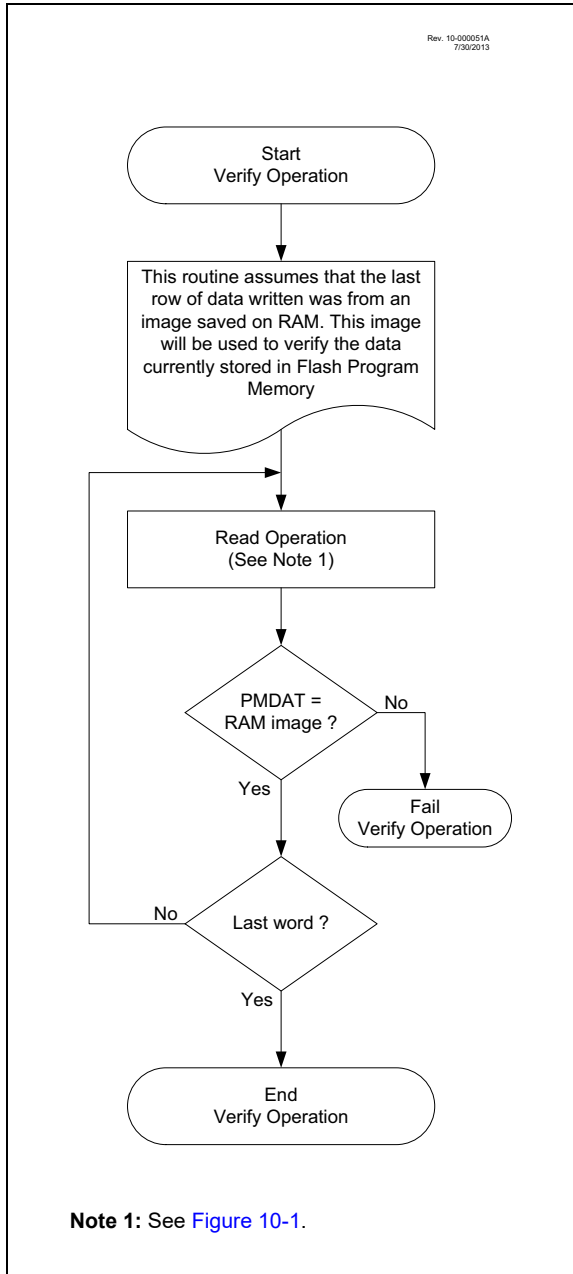 Rev. 10-000051A
7/30/2013
Start
Verify Operation
This routine assumes that the last
row of data written was from an
image saved on RAM. This image
will be used to verify the data
currently stored in Flash Program
Memory
Read Operation
(See Note 1)
PMDAT =
RAM image ?
No
Yes
Fail
Verify Operation
Last word ?
No
Yes
End
Verify Operation
Note 1: See Figure 10-1.